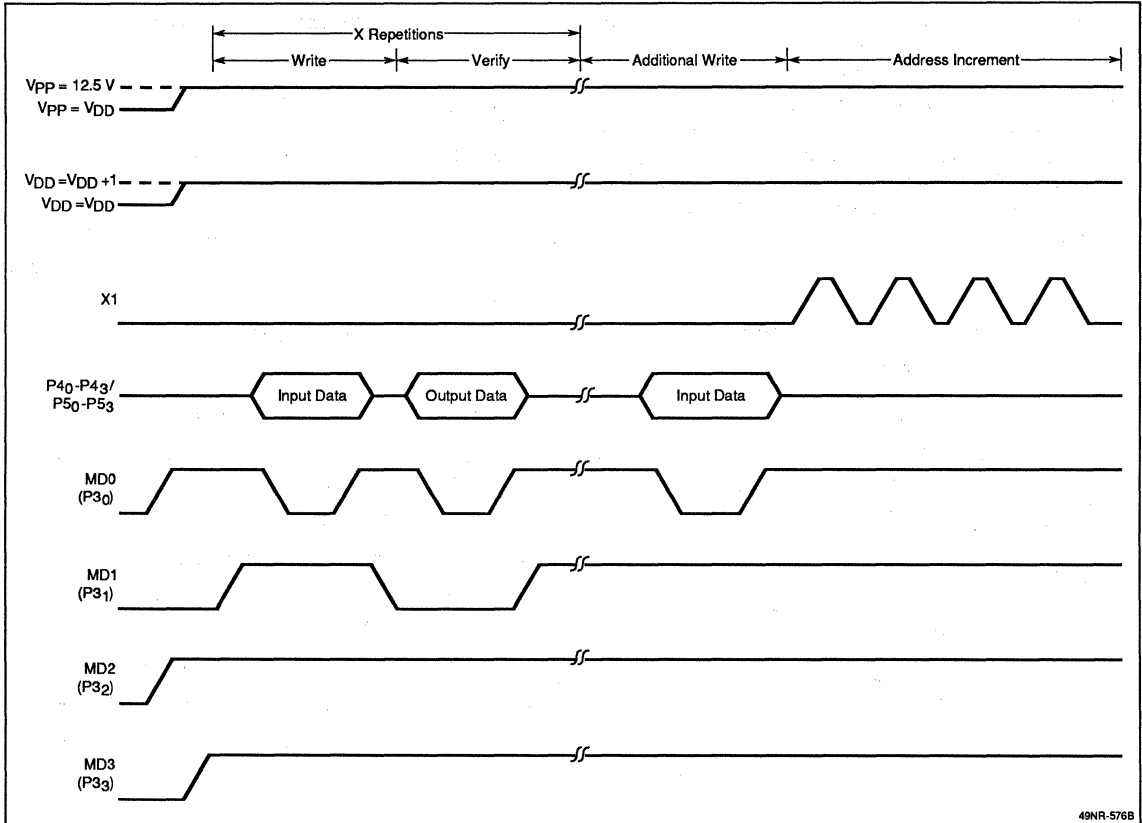 X Repetitions
Write
Verify
Additional Write
Address Increment
VPP = 12.5 V
VPP = VDD
VDD =VDD +1
VDD =VDD
X1
P40-P43/
P50-P53
Input Data
Output Data
Input Data
MD0
(P30)
MD1
(P31)
MD2
(P32)
MD3
(P33)
49NR-576B